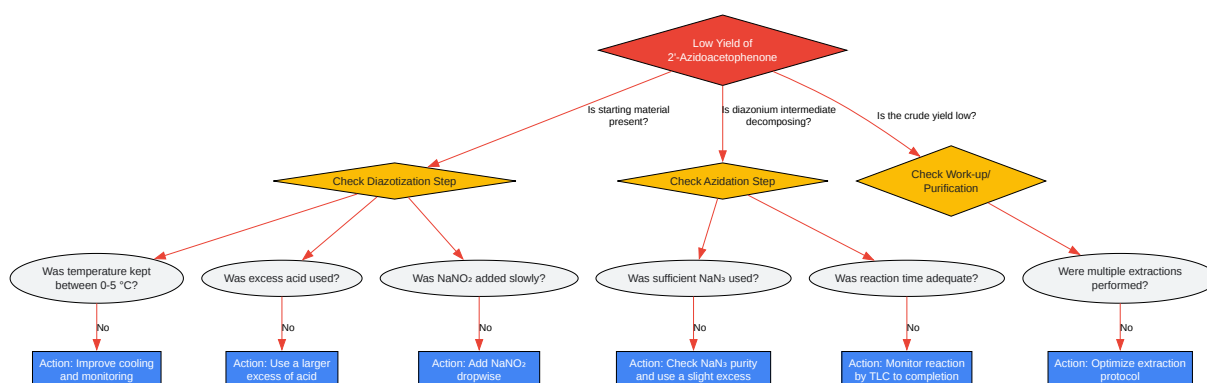 Low Yield of
2'-Azidoacetophenone
Is starting material
present?
Is diazonium intermediate
decomposing?
Is the crude yield low?
Check Diazotization Step
Check Azidation Step
Check Work-up/
Purification
Was temperature kept
between 0-5 °C?
Was excess acid used?
Was NaNO₂ added slowly?
Was sufficient NaN₃ used?
Was reaction time adequate?
Were multiple extractions
performed?
No
No
No
No
No
No
Action: Improve cooling
and monitoring
Action: Use a larger
excess of acid
Action: Add NaNO₂
dropwise
Action: Check NaN₃ purity
and use a slight excess
Action: Monitor reaction
by TLC to completion
Action: Optimize extraction
protocol